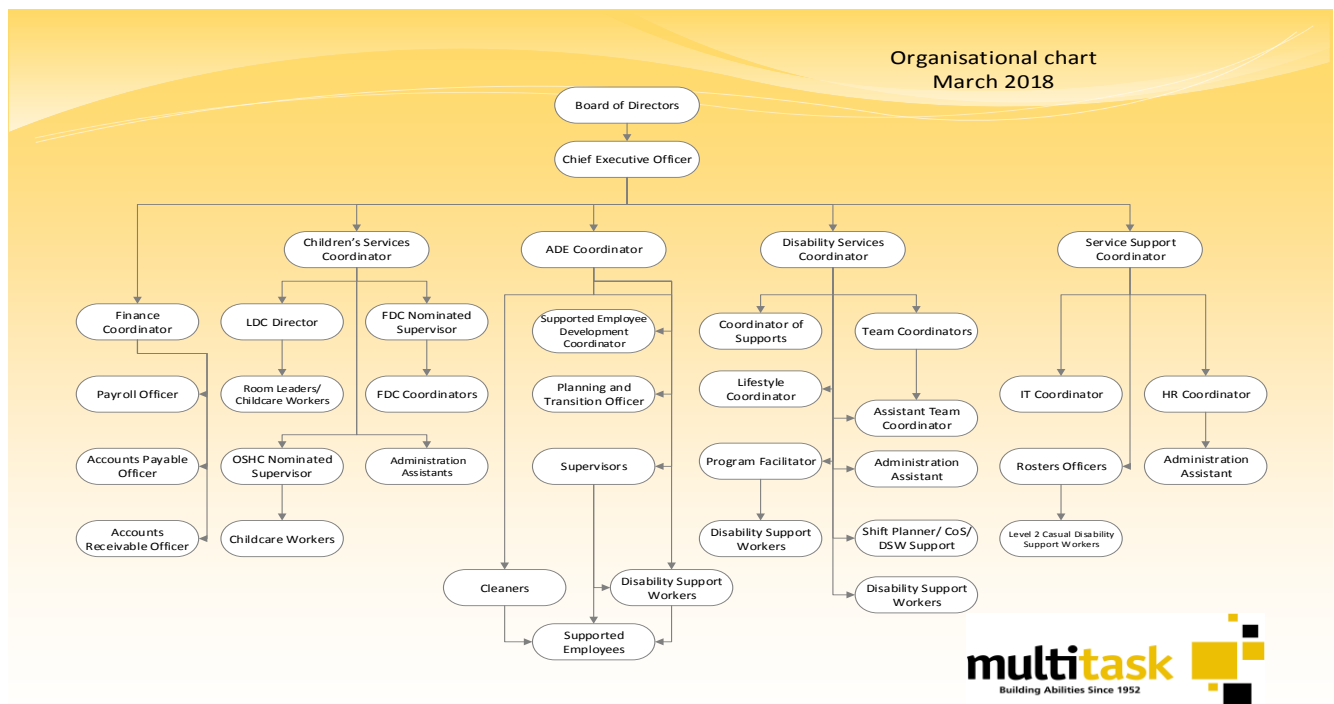 Organisational chart
March 2018
Board of Directors
Chief Executive Officer
Children's Services
Coordinator
ADE Coordinator
Disability Services
Coordinator
Service Support
Coordinator
Finance
Coordinator
LDC Director
FDC Nominated
Supervisor
Supported Employee
Development
Coordinator
Coordinator of
Supports
Team Coordinators
Payroll Officer
Room Leaders/
Childcare Workers
FDC Coordinators
Planning and
Transition Officer
Lifestyle
Coordinator
Assistant Team
Coordinator
IT Coordinator
HR Coordinator
Accounts Payable
Officer
OSHC Nominated
Supervisor
Administration
Assistants
Supervisors
Program Facilitator
Administration
Assistant
Rosters Officers
Administration
Assistant
Accounts
Receivable Officer
Childcare Workers
Disability Support
Workers
Shift Planner/ CoS/
DSW Support
Level 2 Casual Disability
Support Workers
Cleaners
Disability Support
Workers
Disability Support
Workers
Supported
Employees
multitask
Building Abilities Since 1952